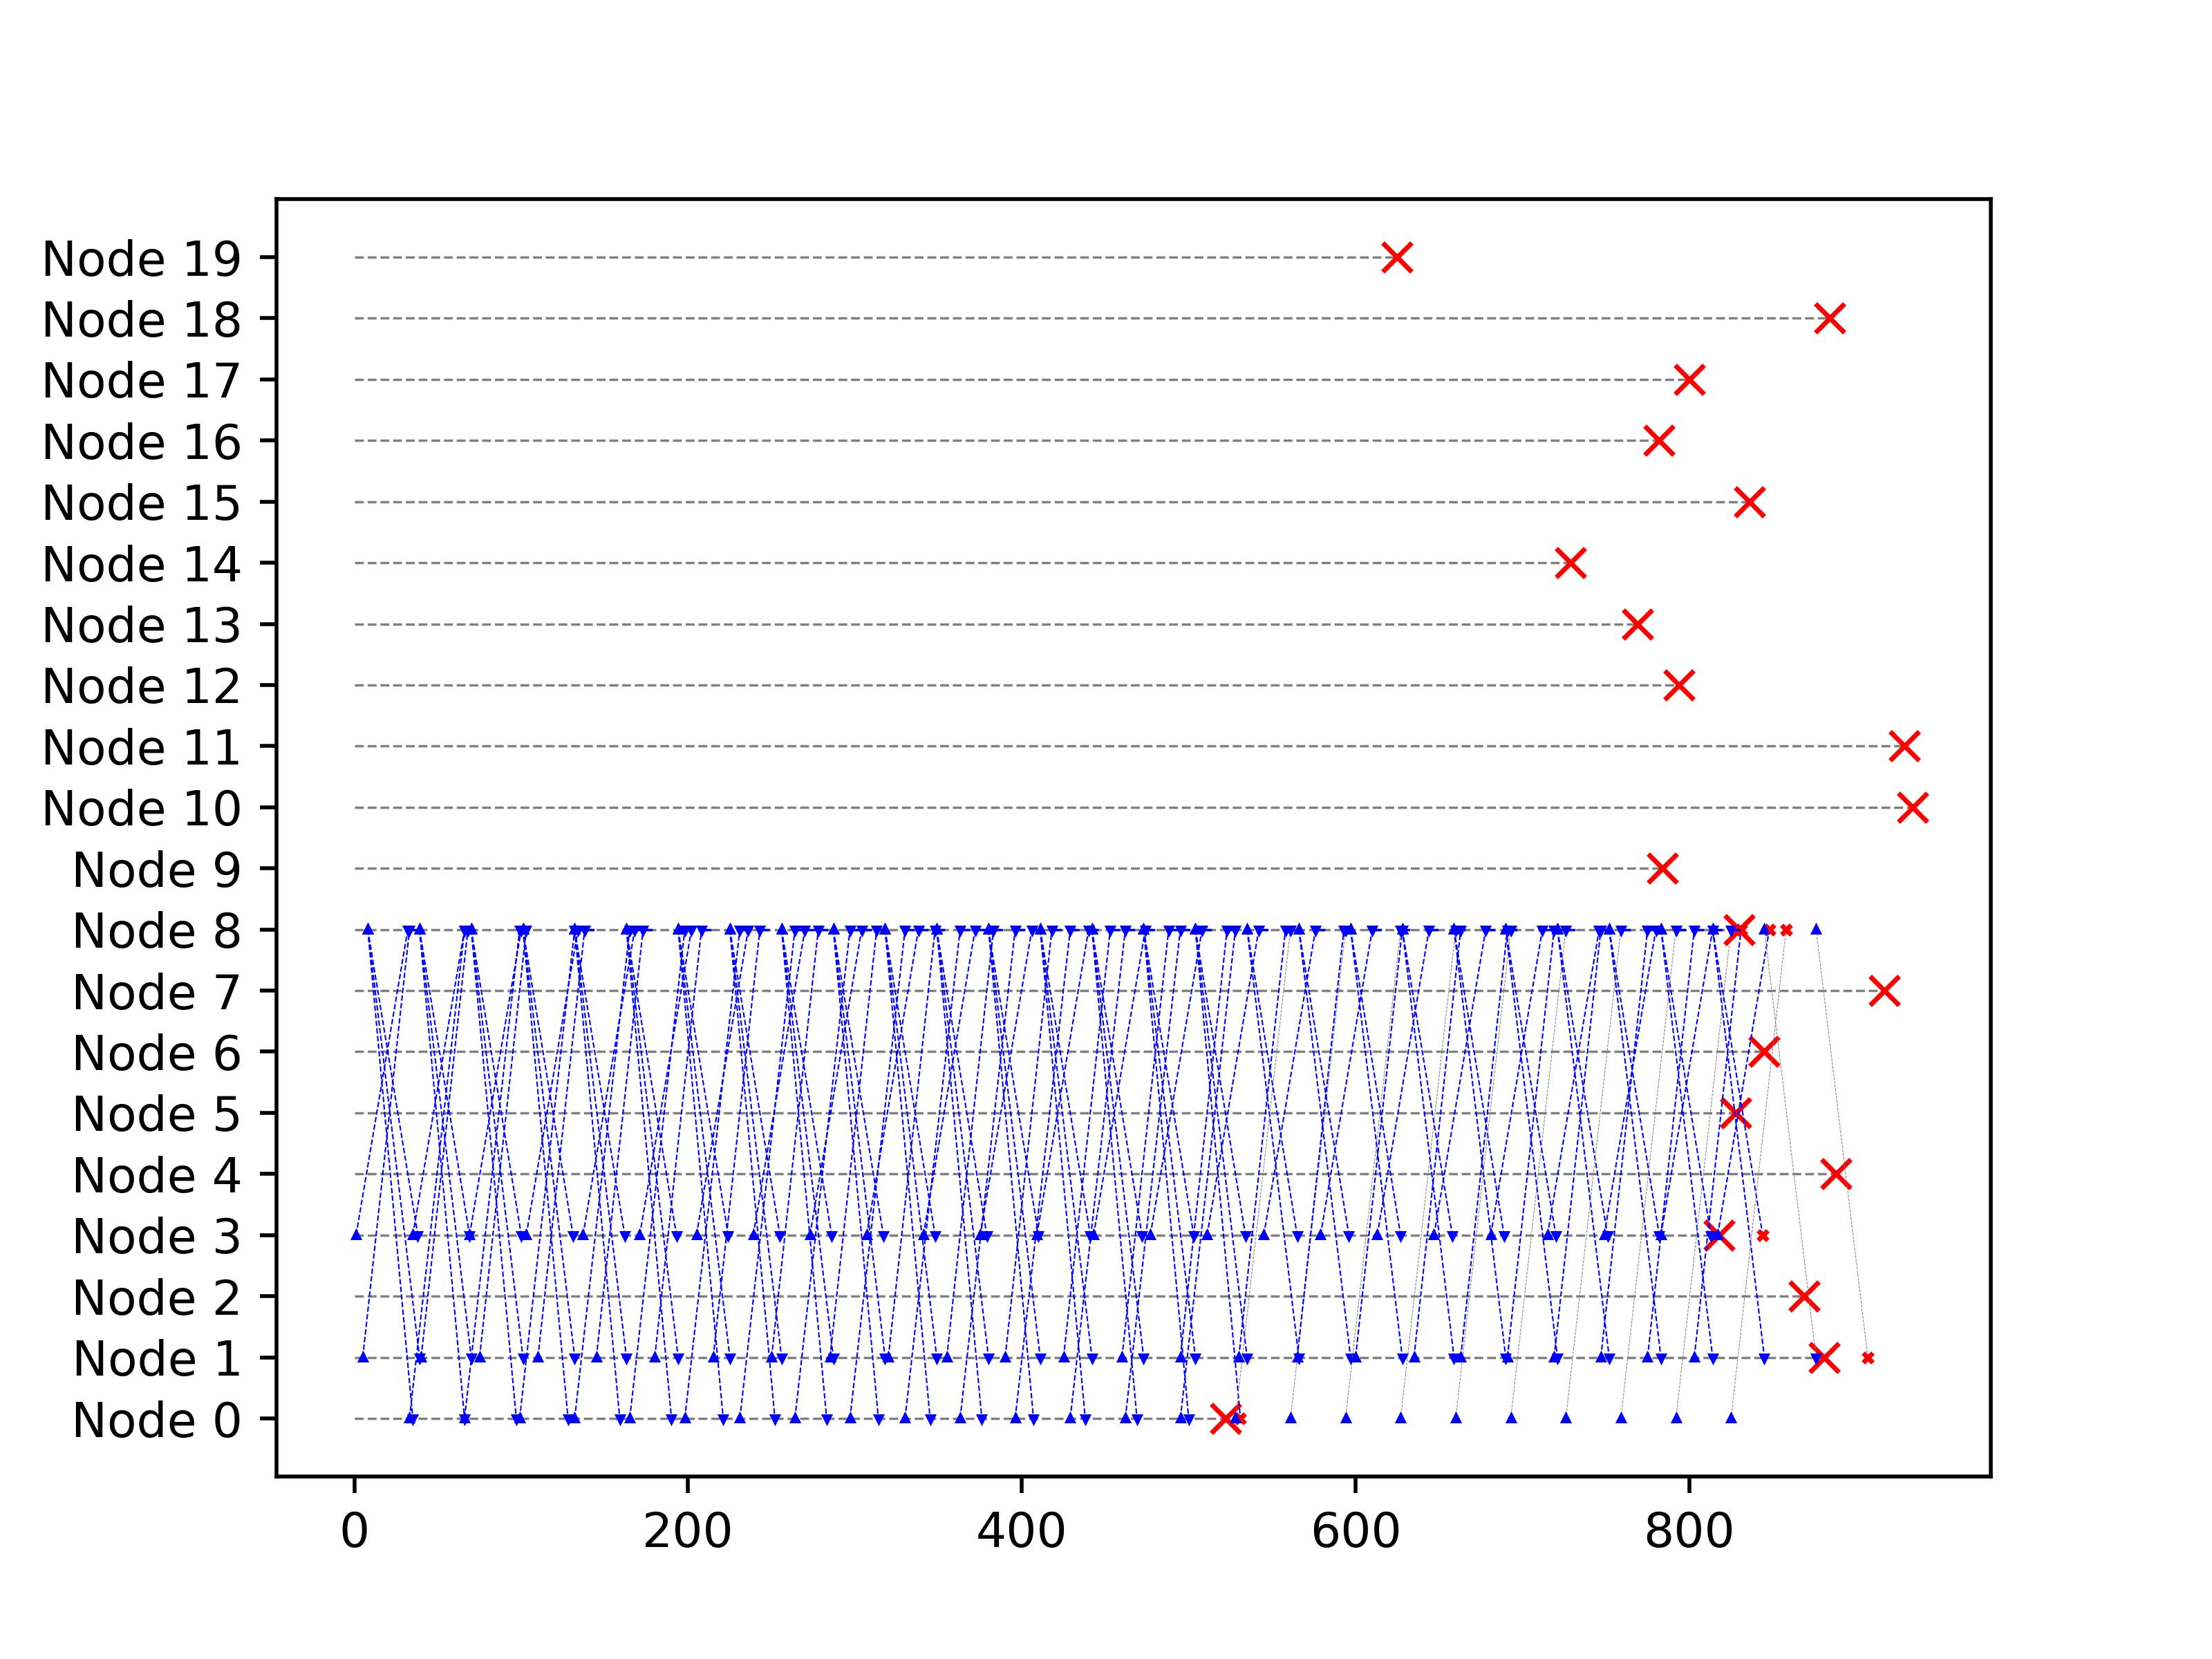 Node 19
Node 18
Node 17
Node 16
Node 15
Node 14
Node 13
Node 12
Node 11
Node 10
Node 9
Node 8
Node 7
Node 6
Node 5
Node 4
Node 3
Node 2
Node 1
Node 0
0 200 400 600 800